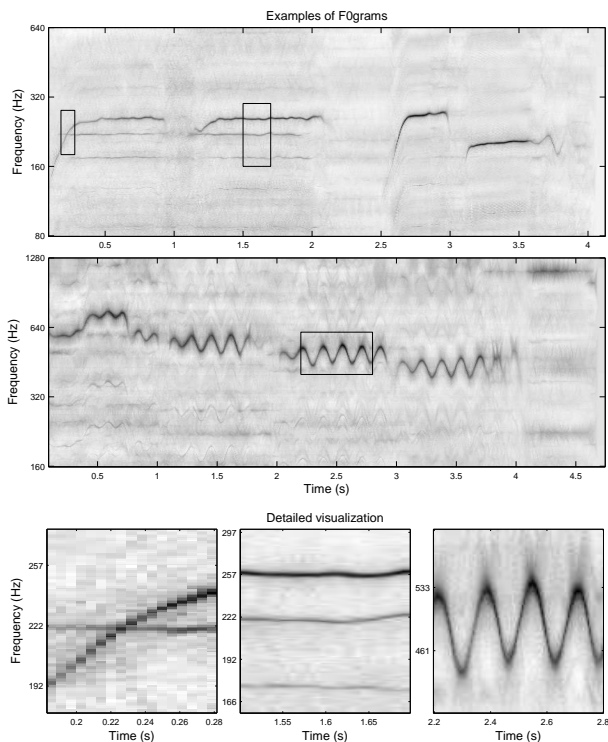 Examples of F0grams
640
320
160
80
Frequency (Hz)
0.5 1 1.5 2 2.5 3 3.5 4
1280
640
320
160
Frequency (Hz)
0.5 1 1.5 2 2.5 3 3.5 4 4.5
Time (s)
Detailed visualization
257
222
192
Frequency (Hz)
0.2 0.22 0.24 0.26 0.28
Time (s)
297
257
222
192
166
1.55 1.6 1.65
Time (s)
533
461
2.2 2.4 2.6 2.8
Time (s)